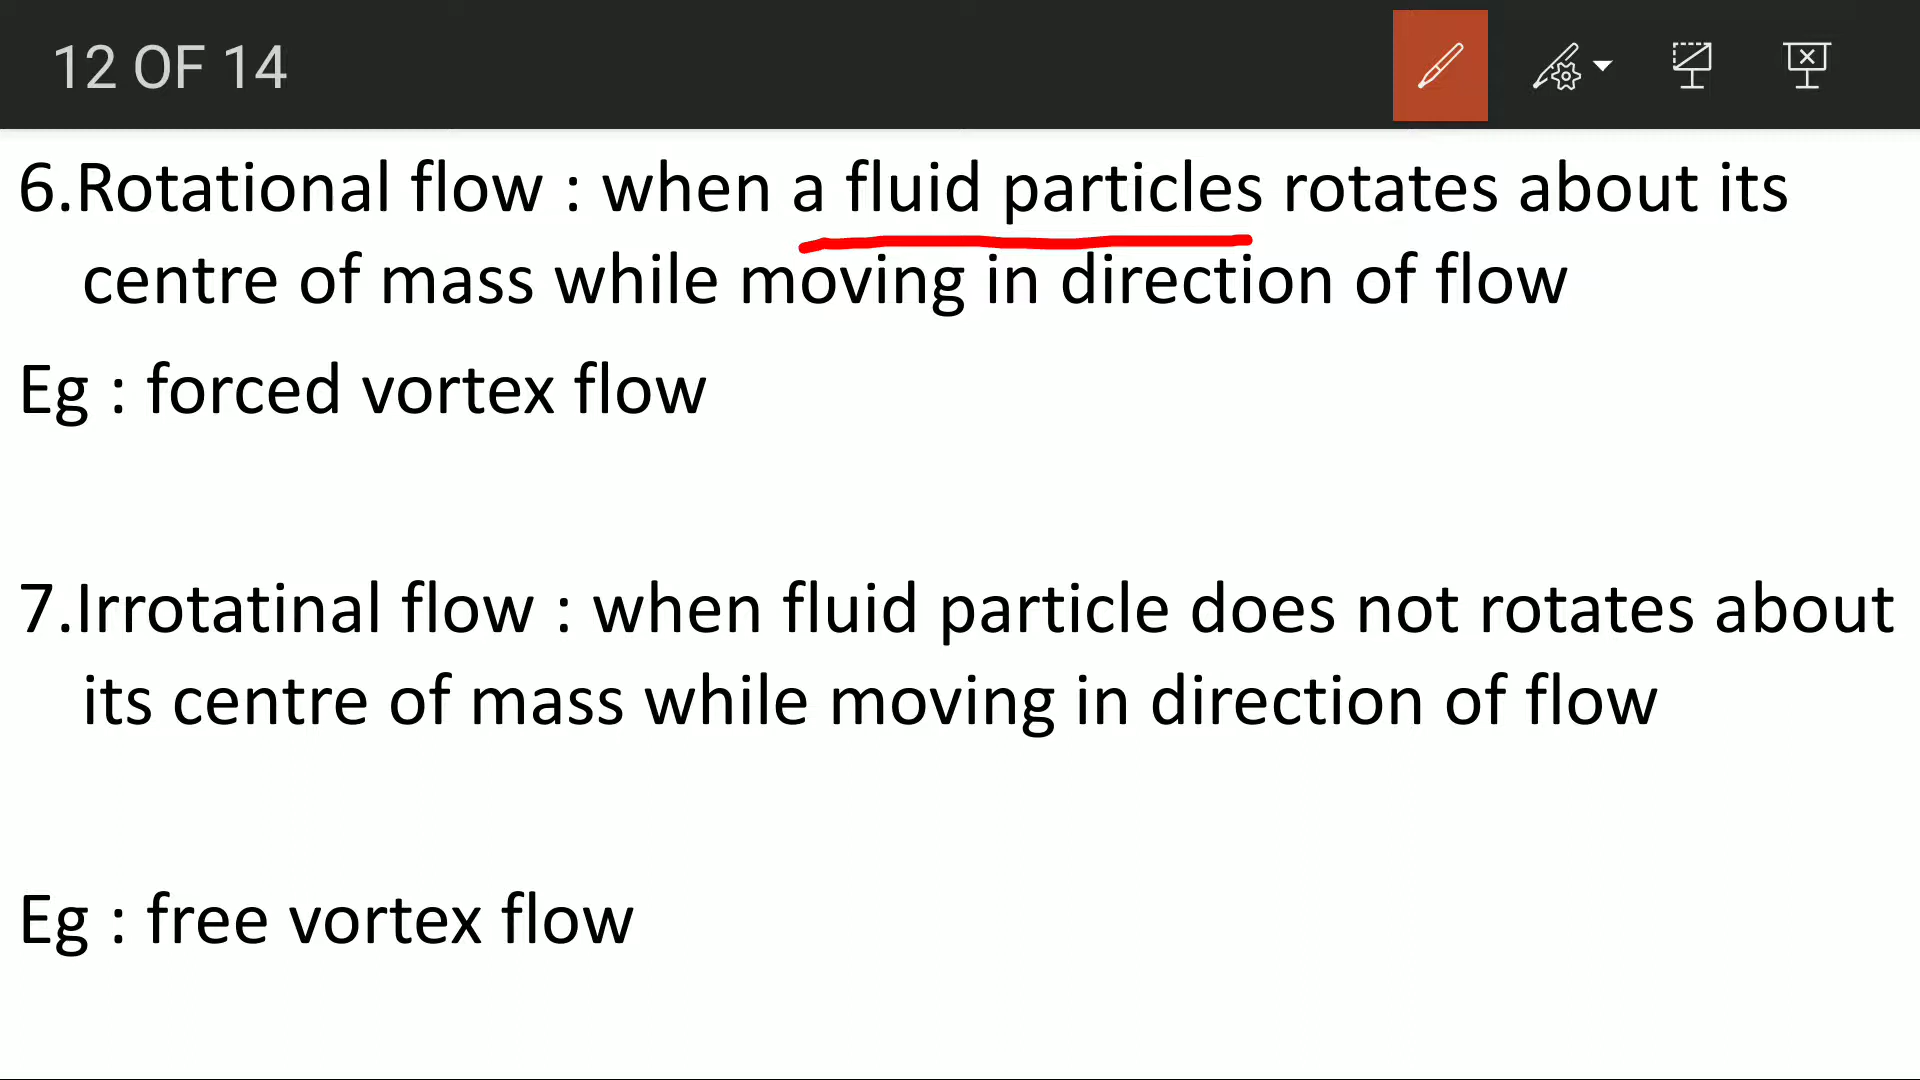 12 OF 14
6.Rotational flow : when a fluid particles rotates about its
centre of mass while moving in direction of flow
Eg : forced vortex flow
7.Irrotatinal flow : when fluid particle does not rotates about
its centre of mass while moving in direction of flow
Eg : free vortex flow